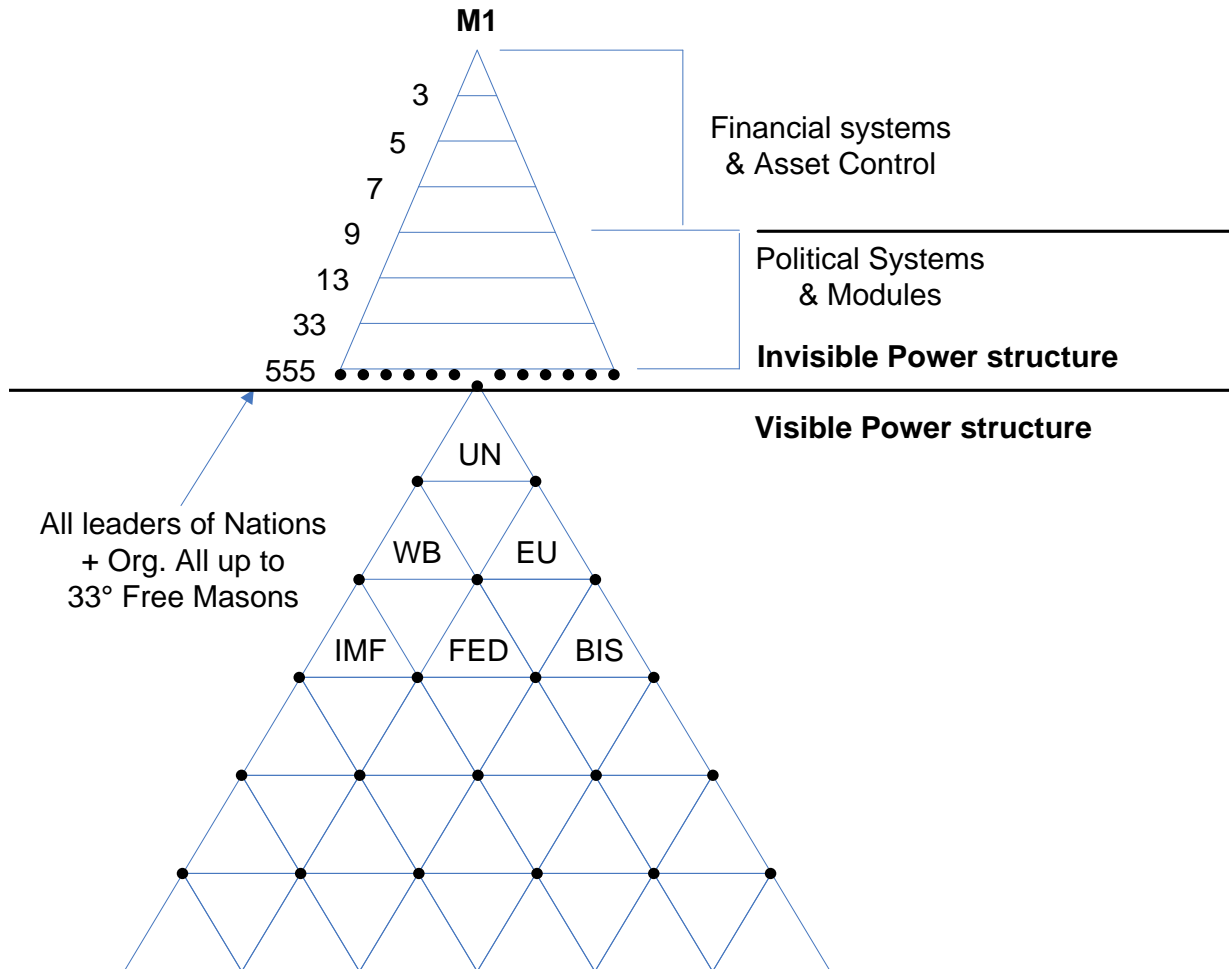 M1
3
5
7
9
13
33
555
Financial systems
& Asset Control
Political Systems
& Modules
Invisible Power structure
Visible Power structure
All leaders of Nations
+ Org. All up to
33° Free Masons
UN
WB EU
IMF FED BIS